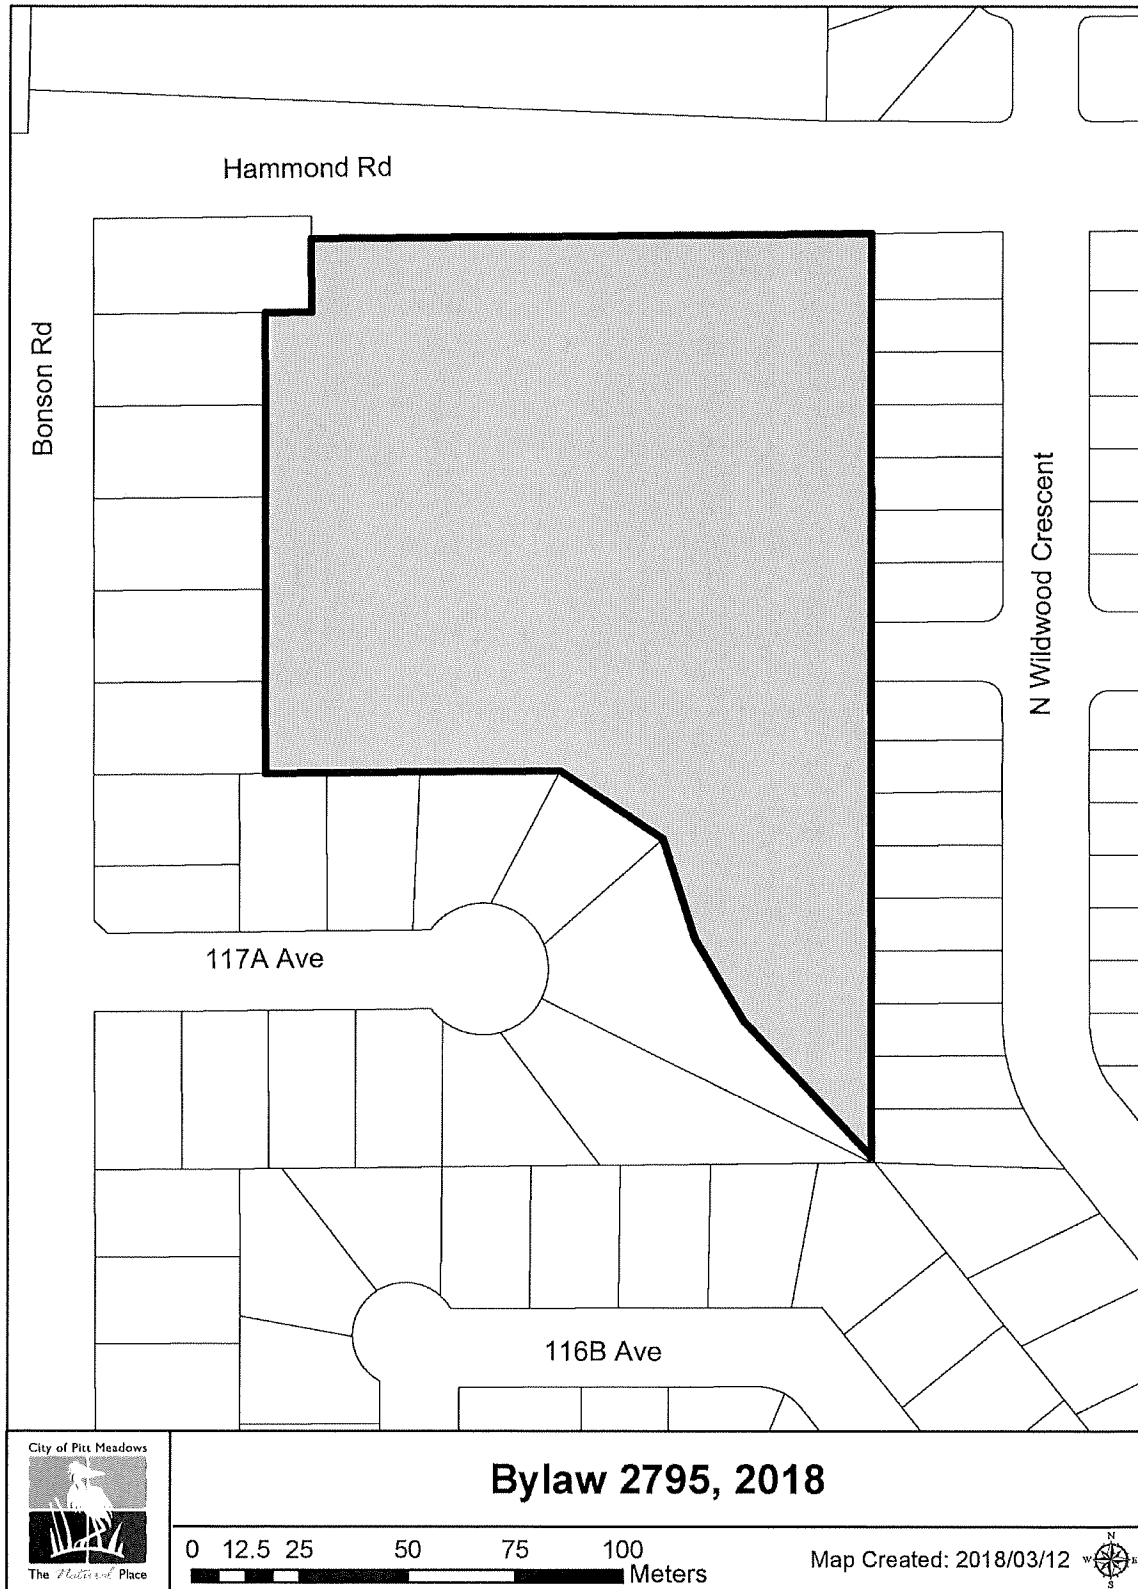 Hammond Rd
Bonson Rd
N Wildwood Crescent
117A Ave
116B Ave
City of Pitt Meadows
The Natural Place
Bylaw 2795, 2018
0 12.5 25 50 75 100
Meters
Map Created: 2018/03/12
N
W E
S